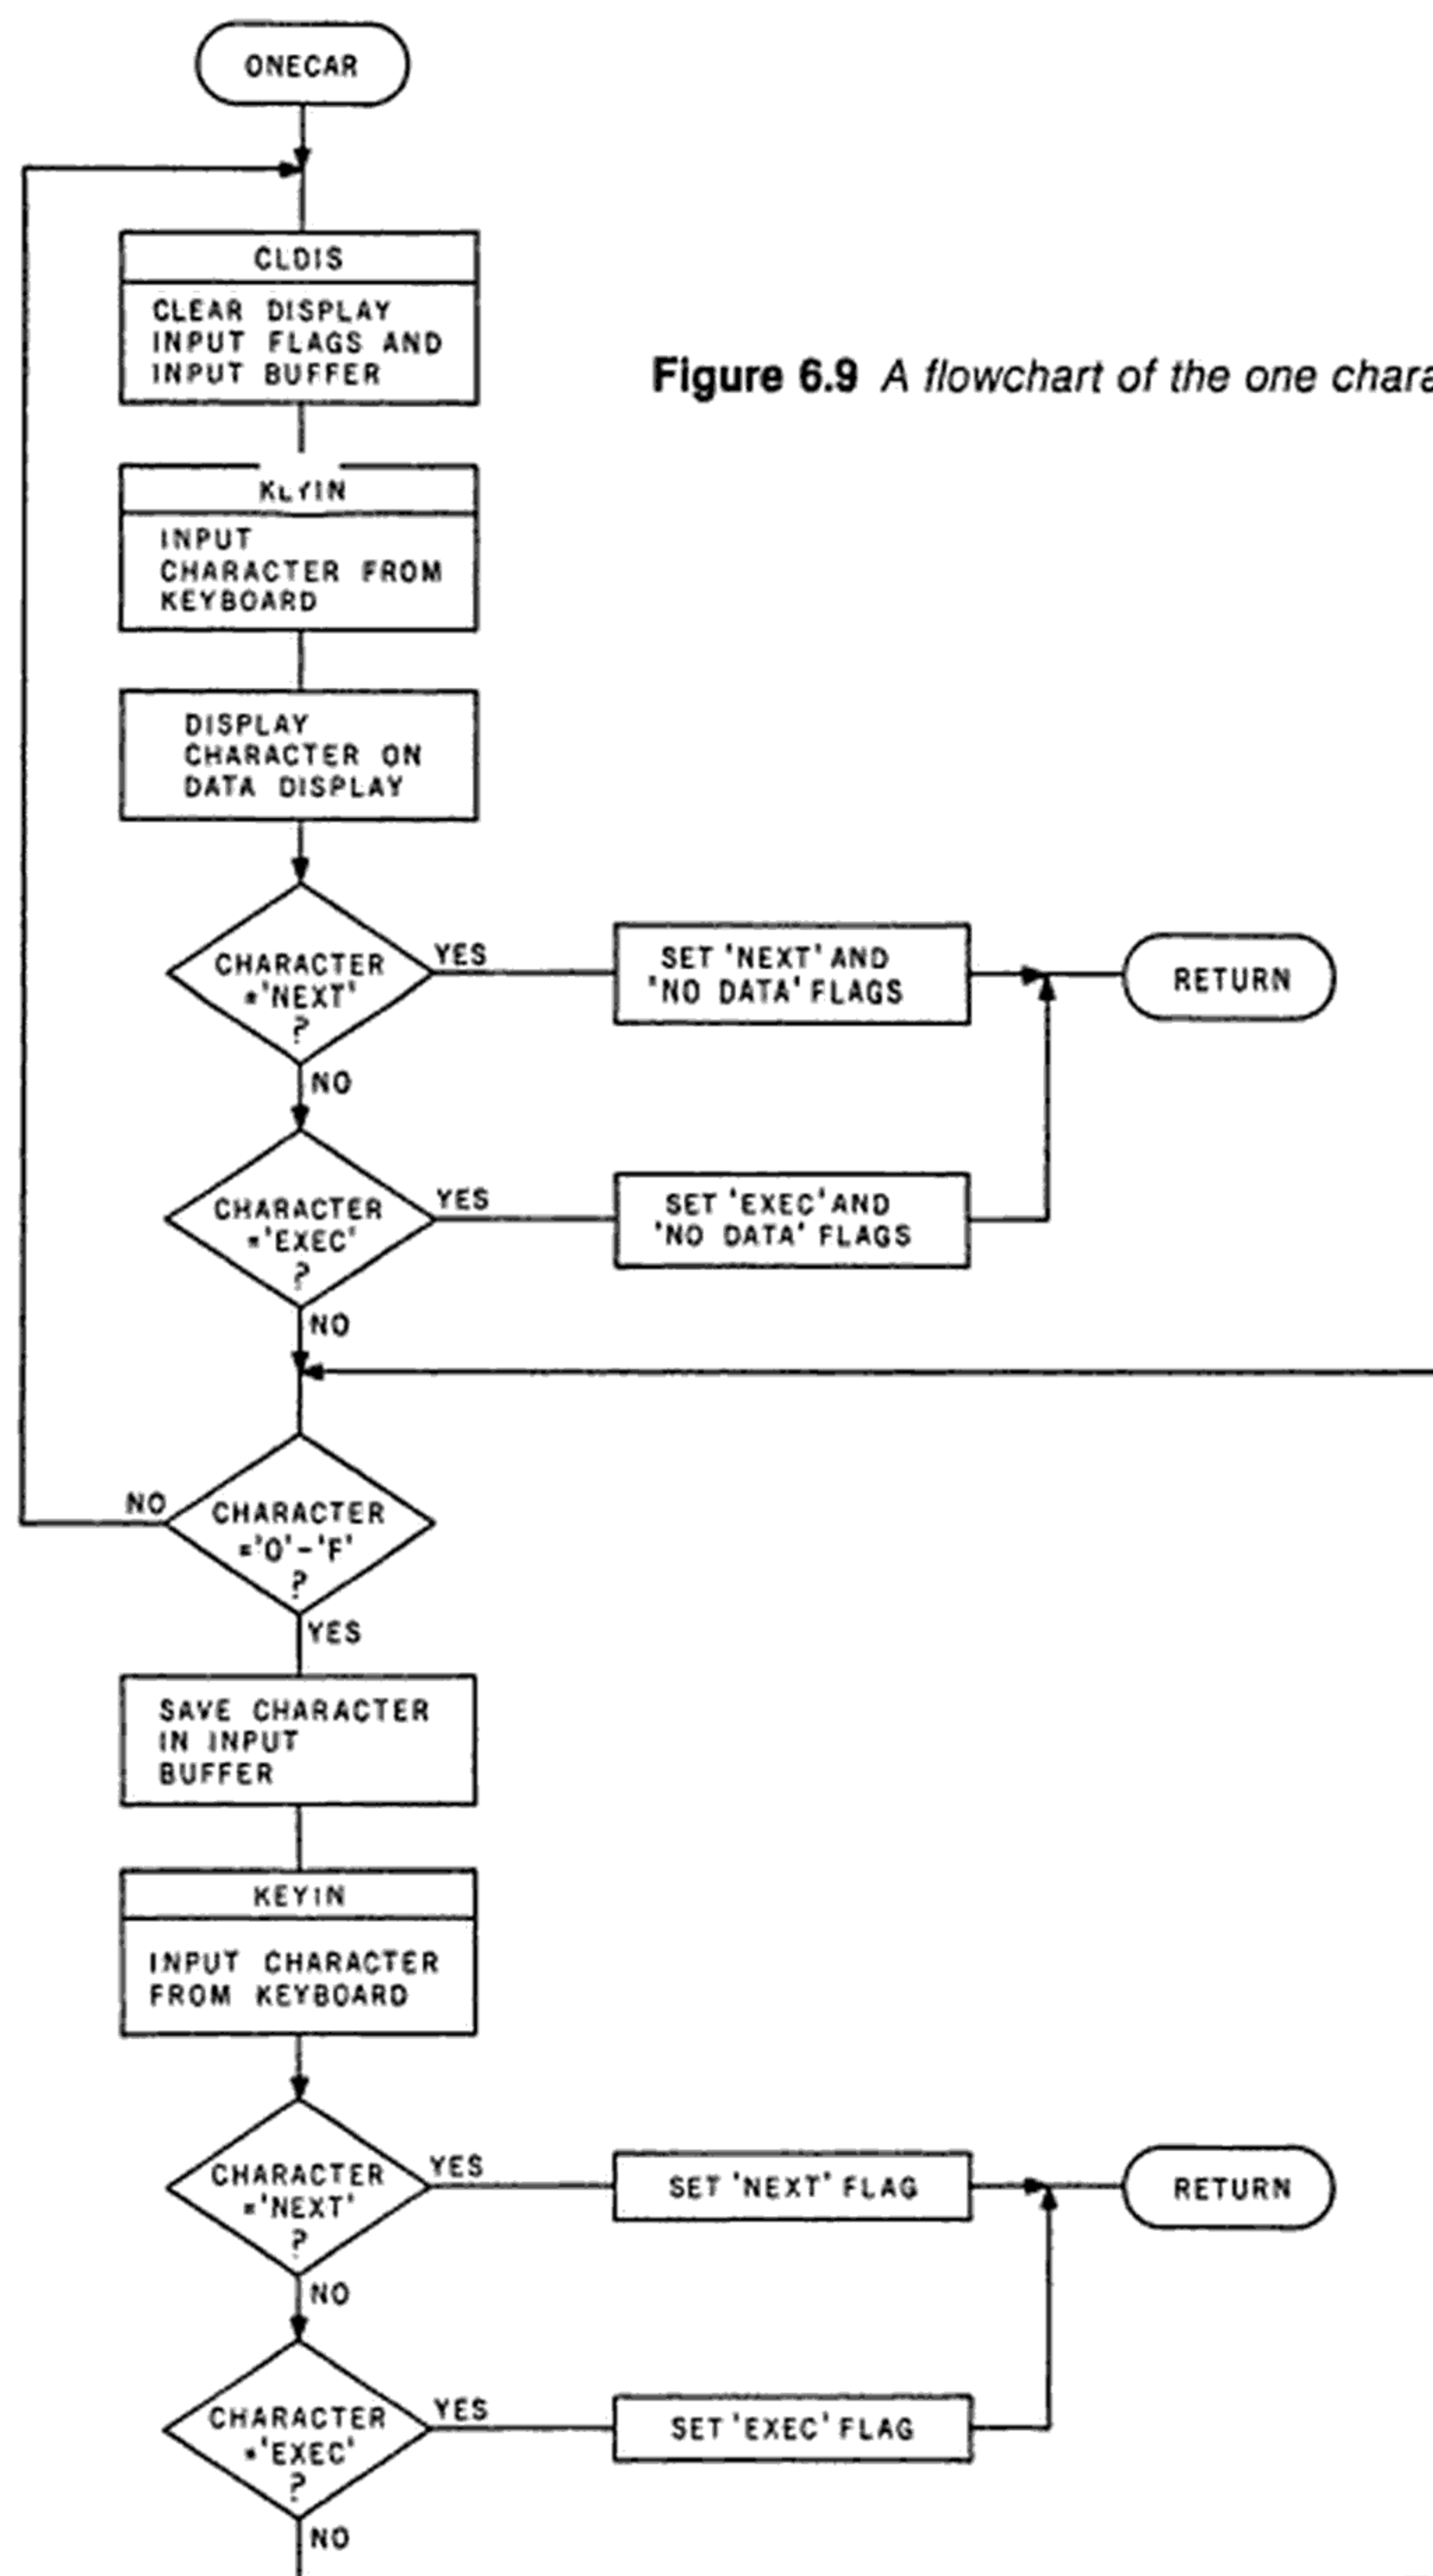 ONECAR
CLDIS
CLEAR DISPLAY
INPUT FLAGS AND
INPUT BUFFER
Figure 6.9 A flowchart of the one chara
KEYIN
INPUT
CHARACTER FROM
KEYBOARD
DISPLAY
CHARACTER ON
DATA DISPLAY
CHARACTER
='NEXT'
?
YES
SET 'NEXT' AND
'NO DATA' FLAGS
RETURN
NO
CHARACTER
='EXEC'
?
YES
SET 'EXEC' AND
'NO DATA' FLAGS
NO
NO
CHARACTER
='0'-'F'
?
YES
SAVE CHARACTER
IN INPUT
BUFFER
KEYIN
INPUT CHARACTER
FROM KEYBOARD
CHARACTER
='NEXT'
?
YES
SET 'NEXT' FLAG
RETURN
NO
CHARACTER
='EXEC'
?
YES
SET 'EXEC' FLAG
NO